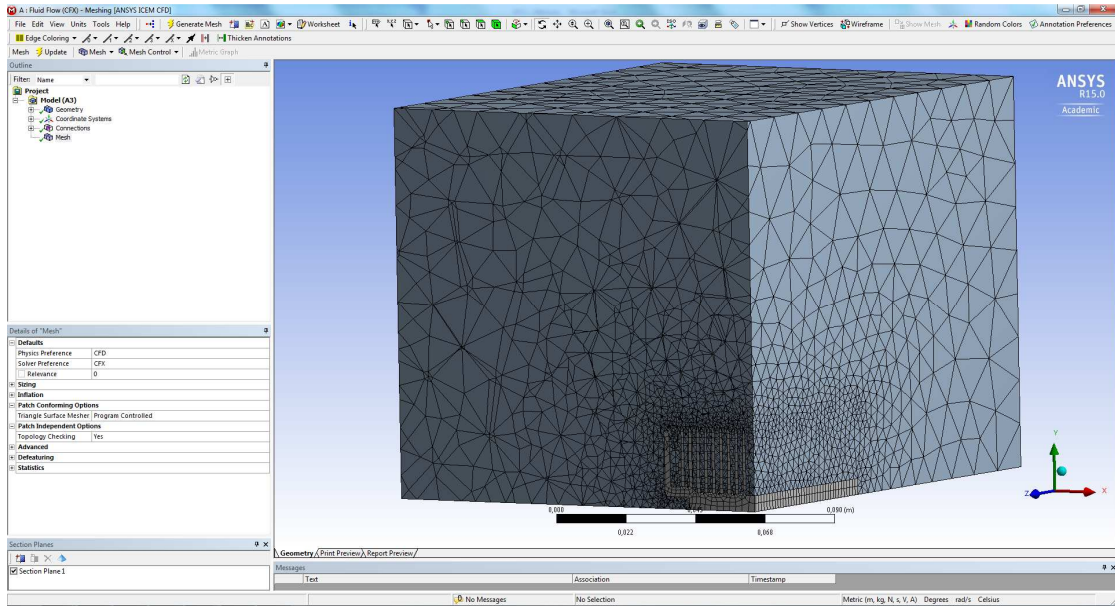 A : Fluid Flow (CFX) - Meshing [ANSYS ICEM CFD]
File Edit View Units Tools Help Generate Mesh Worksheet Show Vertices Wireframe Show Mesh Random Colors Annotation Preferences
Edge Coloring Thicken Annotations
Mesh Update Mesh Mesh Control Metric Graph
Outline
Filter: Name
Project
Model (A3)
Geometry
Coordinate Systems
Connections
Mesh
Details of "Mesh"
Defaults
Physics Preference CFD
Solver Preference CFX
Relevance 0
Sizing
Inflation
Patch Conforming Options
Triangle Surface Mesher Program Controlled
Patch Independent Options
Topology Checking Yes
Advanced
Defeaturing
Statistics
Section Planes
Section Plane 1
ANSYS
R15.0
Academic
Y
Z X
0,000 0,045 0,090 (m)
0,022 0,068
Geometry Print Preview Report Preview
Messages
Text Association Timestamp
0: No Messages No Selection Metric (m, kg, N, s, V, A) Degrees rad/s Celsius